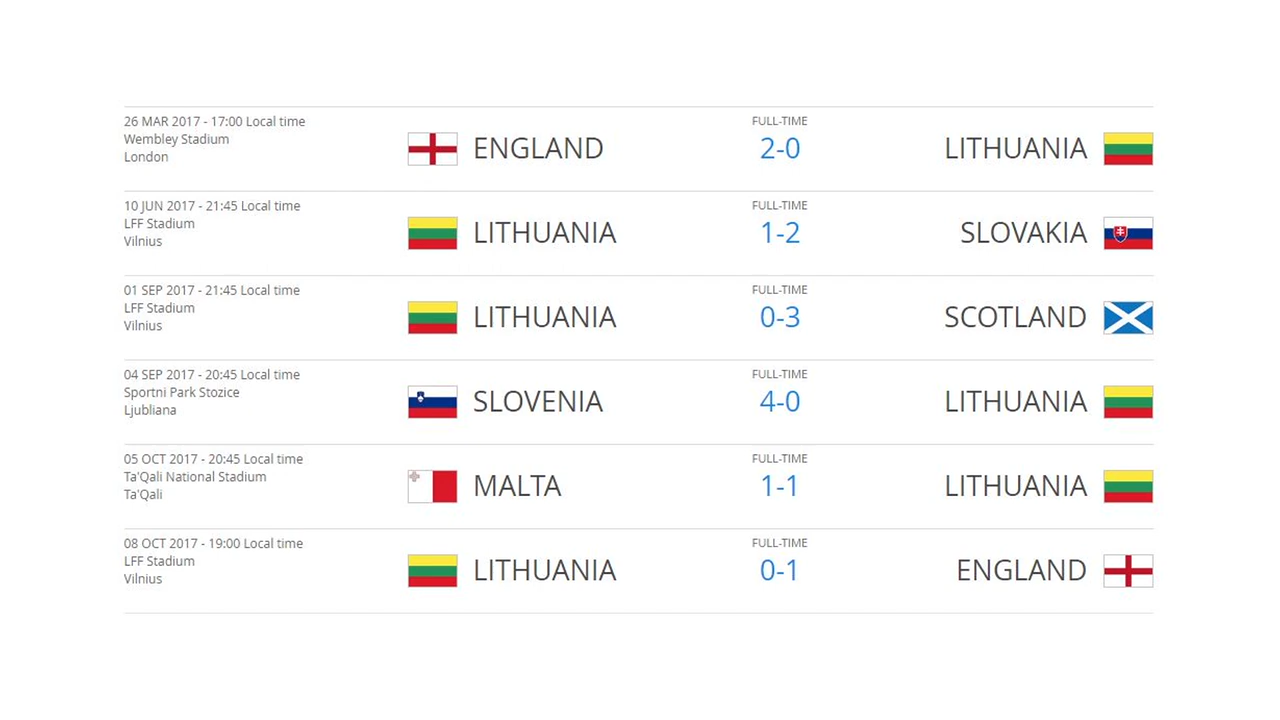 26 MAR 2017 - 17:00 Local time
Wembley Stadium
London
ENGLAND
FULL-TIME
2-0
LITHUANIA
10 JUN 2017 - 21:45 Local time
LFF Stadium
Vilnius
LITHUANIA
FULL-TIME
1-2
SLOVAKIA
01 SEP 2017 - 21:45 Local time
LFF Stadium
Vilnius
LITHUANIA
FULL-TIME
0-3
SCOTLAND
04 SEP 2017 - 20:45 Local time
Sportni Park Stozice
Ljubliana
SLOVENIA
FULL-TIME
4-0
LITHUANIA
05 OCT 2017 - 20:45 Local time
Ta'Qali National Stadium
Ta'Qali
MALTA
FULL-TIME
1-1
LITHUANIA
08 OCT 2017 - 19:00 Local time
LFF Stadium
Vilnius
LITHUANIA
FULL-TIME
0-1
ENGLAND